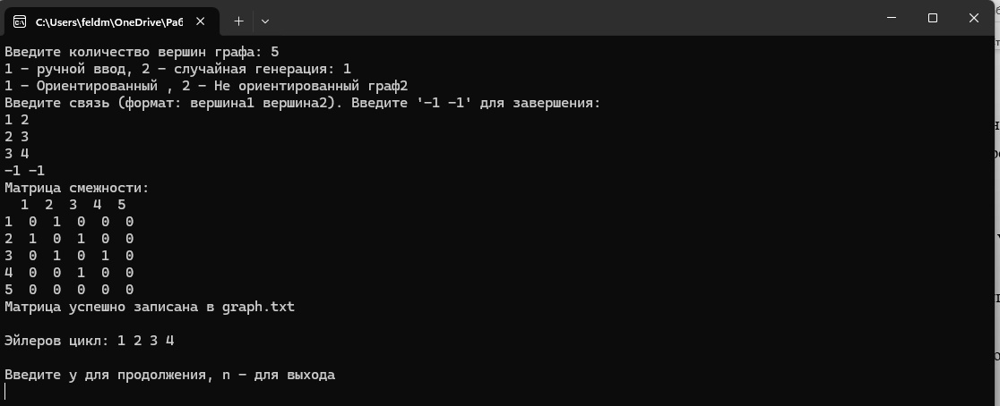 C:\Users\feldm\OneDrive\Раб
Введите количество вершин графа: 5
1 - ручной ввод, 2 - случайная генерация: 1
1 - Ориентированный , 2 - Не ориентированный граф2
Введите связь (формат: вершина1 вершина2). Введите '-1 -1' для завершения:
1 2
2 3
3 4
-1 -1
Матрица смежности:
1 2 3 4 5
1 0 1 0 0 0
2 1 0 1 0 0
3 0 1 0 1 0
4 0 0 1 0 0
5 0 0 0 0 0
Матрица успешно записана в graph.txt
Эйлеров цикл: 1 2 3 4
Введите y для продолжения, n - для выхода